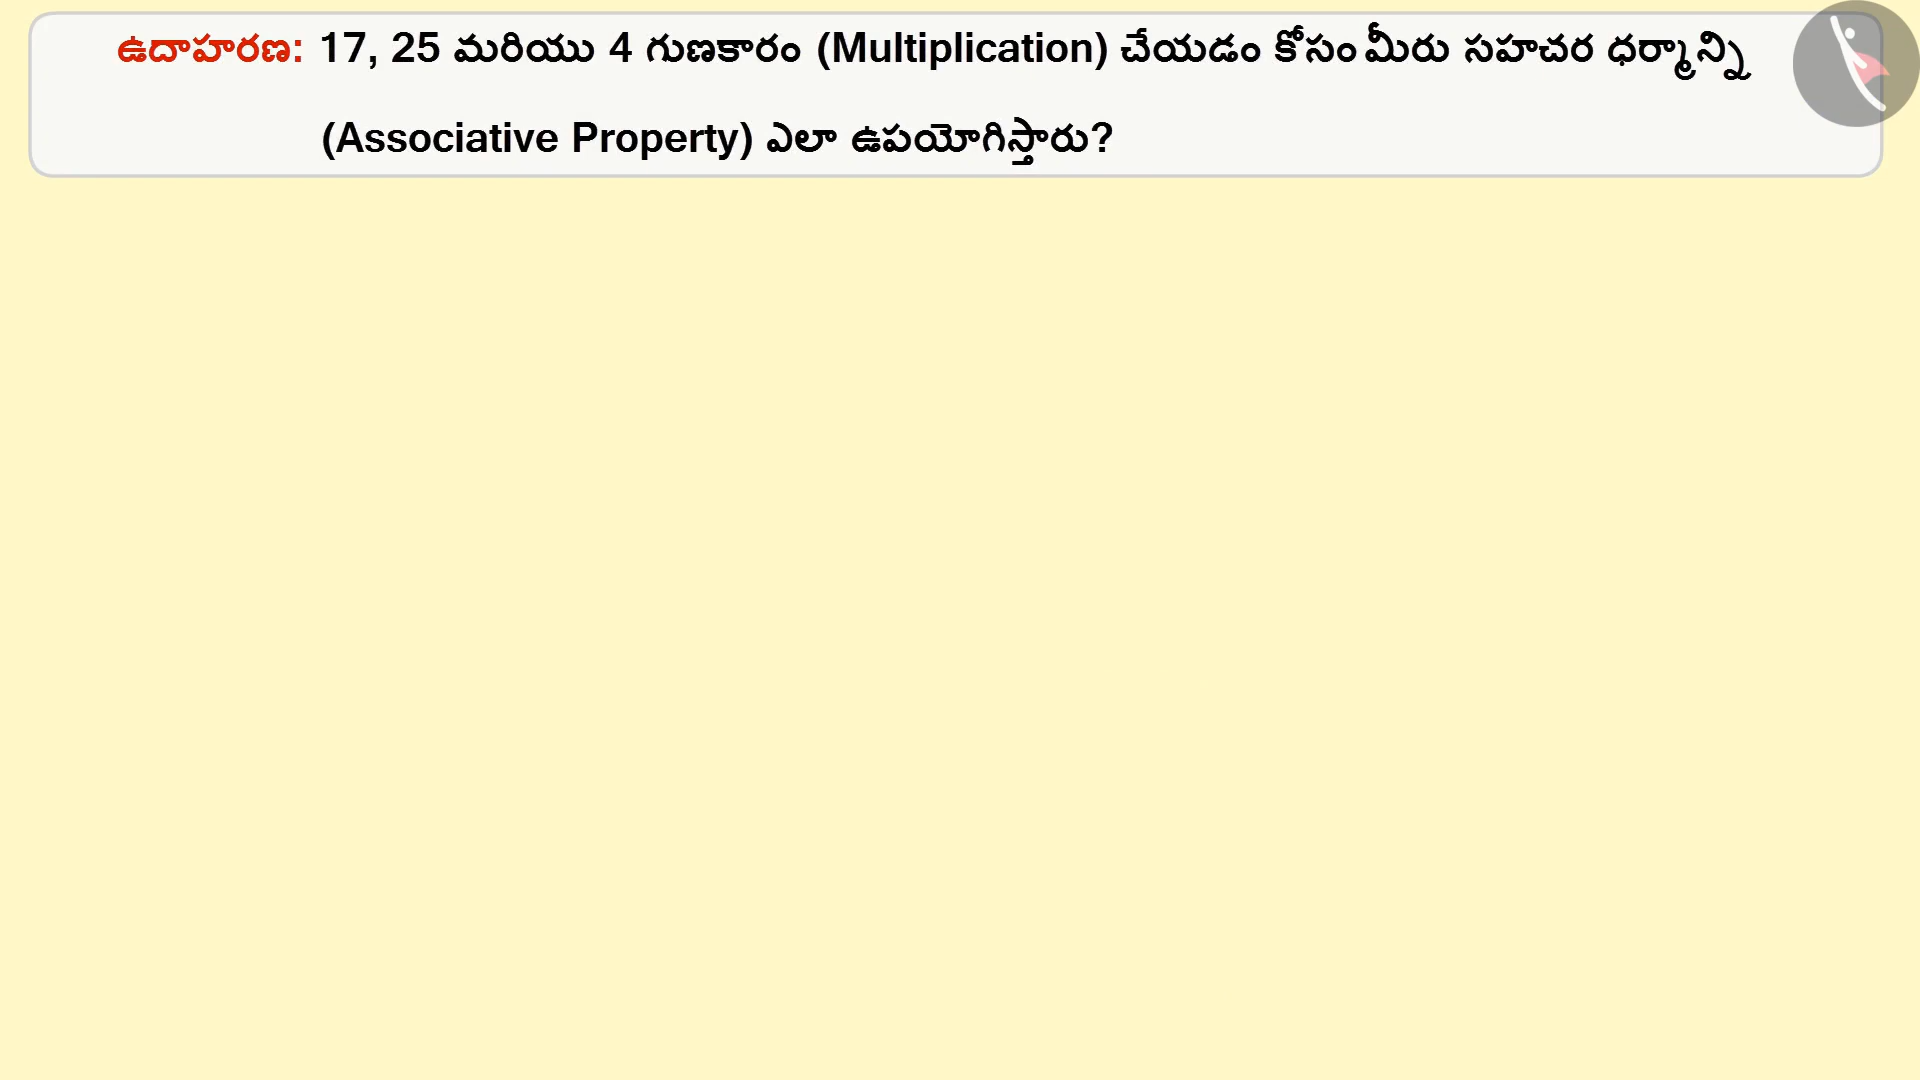 ఉదాహరణ: 17, 25 మరియు 4 గుణకారం (Multiplication) చేయడం కోసం మీరు సహచర ధర్మాన్ని
(Associative Property) ఎలా ఉపయోగిస్తారు?